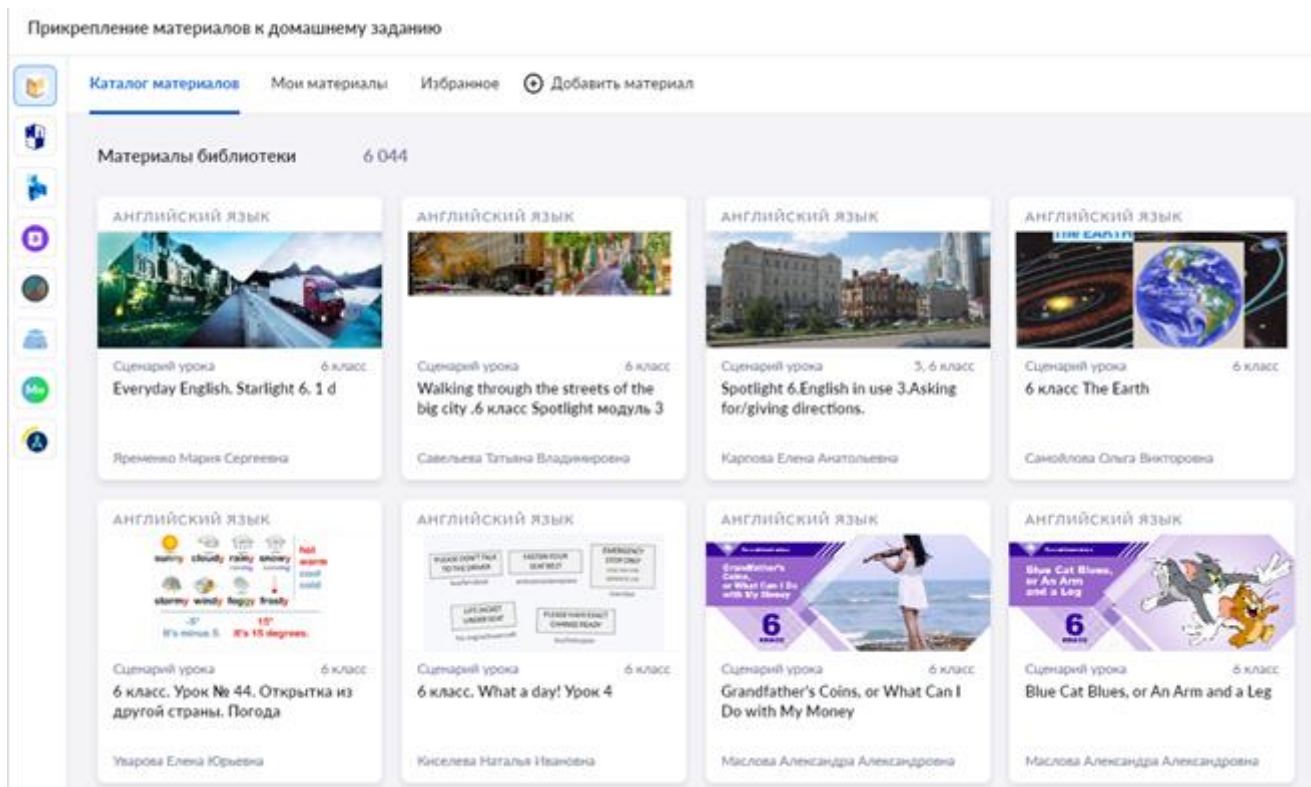 Прикрепление материалов к домашнему заданию
Каталог материалов Мои материалы Избранное Добавить материал
Материалы библиотеки 6 044
АНГЛИЙСКИЙ ЯЗЫК
Сценарий урока 6 класс
Everyday English. Starlight 6. 1 d
Яременко Мария Сергеевна
АНГЛИЙСКИЙ ЯЗЫК
Сценарий урока 6 класс
Walking through the streets of the
big city .6 класс Spotlight модуль 3
Савельева Татьяна Владимировна
АНГЛИЙСКИЙ ЯЗЫК
Сценарий урока 5, 6 класс
Spotlight 6.English in use 3.Asking
for/giving directions.
Карпова Елена Анатольевна
АНГЛИЙСКИЙ ЯЗЫК
The EARTH
Сценарий урока 6 класс
6 класс The Earth
Самойлова Ольга Викторовна
АНГЛИЙСКИЙ ЯЗЫК
sunny cloudy rainy snowy
hot
warm
cool
cold
stormy windy foggy frosty
-5° 15°
It's minus 5. It's 15 degrees.
Сценарий урока 6 класс
6 класс. Урок № 44. Открытка из
другой страны. Погода
Уварова Елена Юрьевна
АНГЛИЙСКИЙ ЯЗЫК
PLEASE DON'T TALK
TO THE DRIVER
FASTEN YOUR
SEAT BELT
EMERGENCY
STOP ONLY
LIFE JACKET
UNDER SEAT
PLEASE HAVE EXACT
CHANGE READY
Сценарий урока 6 класс
6 класс. What a day! Урок 4
Киселева Наталья Ивановна
АНГЛИЙСКИЙ ЯЗЫК
Grandfather's
Coins,
or What Can I Do
with My Money
6
КЛАСС
Сценарий урока 6 класс
Grandfather's Coins, or What Can I
Do with My Money
Маслова Александра Александровна
АНГЛИЙСКИЙ ЯЗЫК
Blue Cat Blues,
or An Arm
and a Leg
6
КЛАСС
Сценарий урока 6 класс
Blue Cat Blues, or An Arm and a Leg
Маслова Александра Александровна